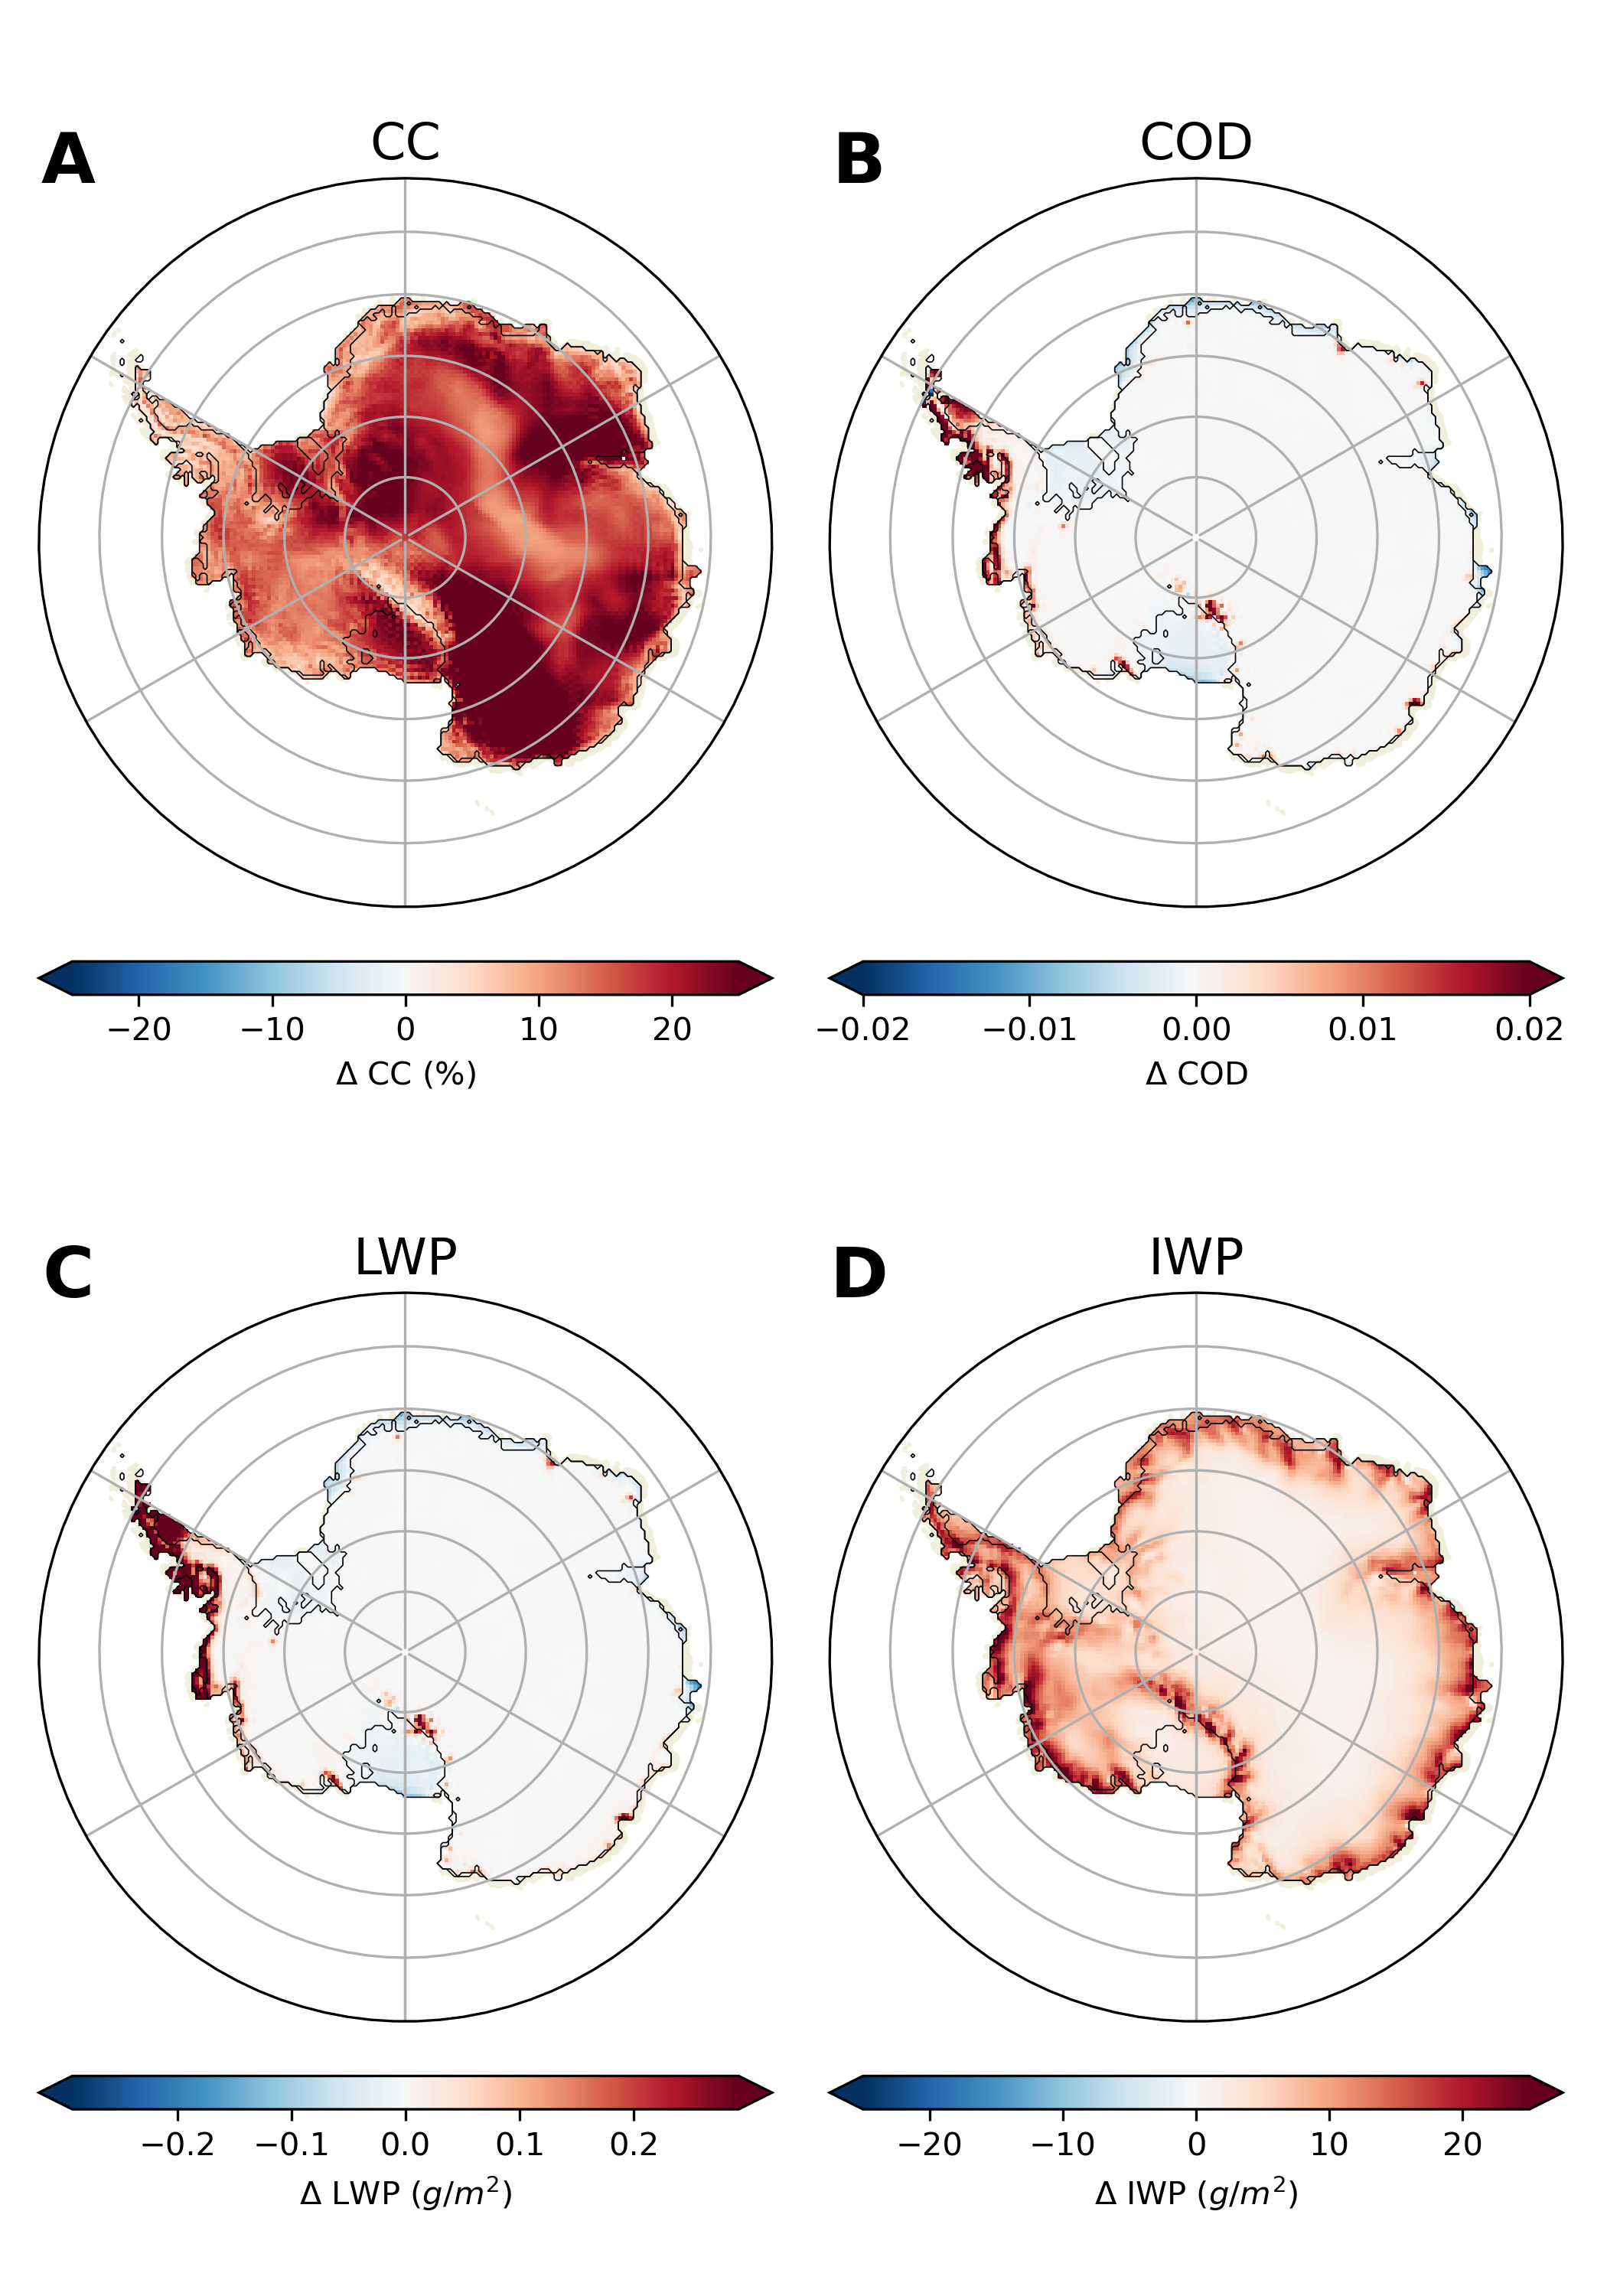 A
CC
B
COD
−20 −10 0 10 20
Δ CC (%)
−0.02 −0.01 0.00 0.01 0.02
Δ COD
C
LWP
D
IWP
−0.2 −0.1 0.0 0.1 0.2
Δ LWP (g/m²)
−20 −10 0 10 20
Δ IWP (g/m²)